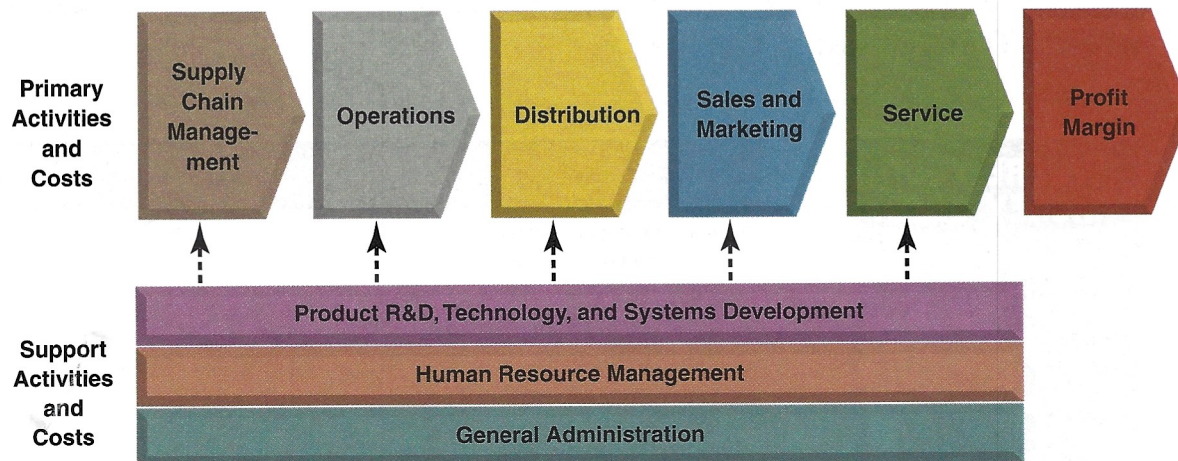 Primary
Activities
and
Costs
Supply
Chain
Manage-
ment
Operations
Distribution
Sales and
Marketing
Service
Profit
Margin
Support
Activities
and
Costs
Product R&D, Technology, and Systems Development
Human Resource Management
General Administration